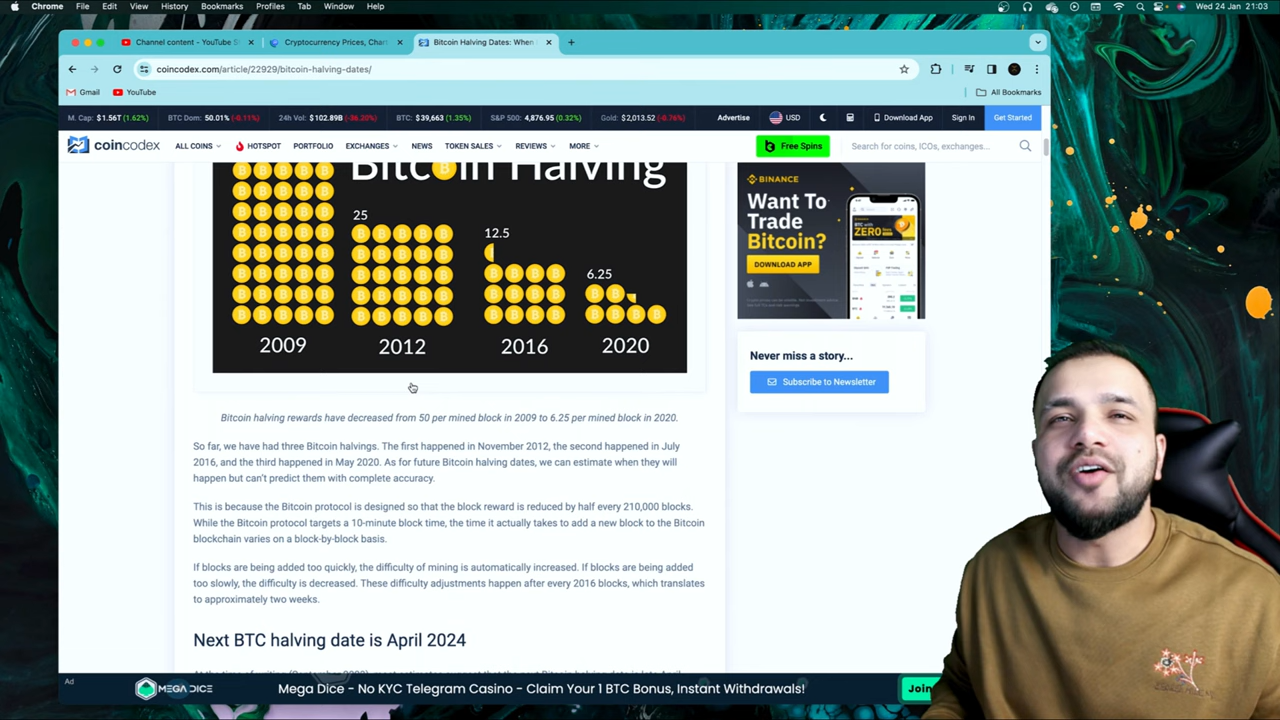 Chrome File Edit View History Bookmarks Profiles Tab Window Help Wed 24 Jan 21:03
Channel content - YouTube S Cryptocurrency Prices, Char Bitcoin Halving Dates: When
coincodex.com/article/22929/bitcoin-halving-dates/
Gmail YouTube All Bookmarks
M. Cap: $1.56T (1.62%) BTC Dom: 50.01% (-0.11%) 24h Vol: $102.89B (-36.20%) BTC: $39,663 (1.35%) S&P 500: 4,876.95 (0.32%) Gold: $2,013.52 (-0.76%) Advertise USD Download App Sign In Get Started
coincodex ALL COINS HOTSPOT PORTFOLIO EXCHANGES NEWS TOKEN SALES REVIEWS MORE Free Spins Search for coins, ICOs, exchanges...
Bitcoin Halving
25
12.5
6.25
2009 2012 2016 2020
BINANCE
Want To
Trade
Bitcoin?
DOWNLOAD APP
Never miss a story...
Subscribe to Newsletter
Bitcoin halving rewards have decreased from 50 per mined block in 2009 to 6.25 per mined block in 2020.
So far, we have had three Bitcoin halvings. The first happened in November 2012, the second happened in July
2016, and the third happened in May 2020. As for future Bitcoin halving dates, we can estimate when they will
happen but can't predict them with complete accuracy.
This is because the Bitcoin protocol is designed so that the block reward is reduced by half every 210,000 blocks.
While the Bitcoin protocol targets a 10-minute block time, the time it actually takes to add a new block to the Bitcoin
blockchain varies on a block-by-block basis.
If blocks are being added too quickly, the difficulty of mining is automatically increased. If blocks are being added
too slowly, the difficulty is decreased. These difficulty adjustments happen after every 2016 blocks, which translates
to approximately two weeks.
Next BTC halving date is April 2024
Ad
MEGA DICE Mega Dice - No KYC Telegram Casino - Claim Your 1 BTC Bonus, Instant Withdrawals! Join